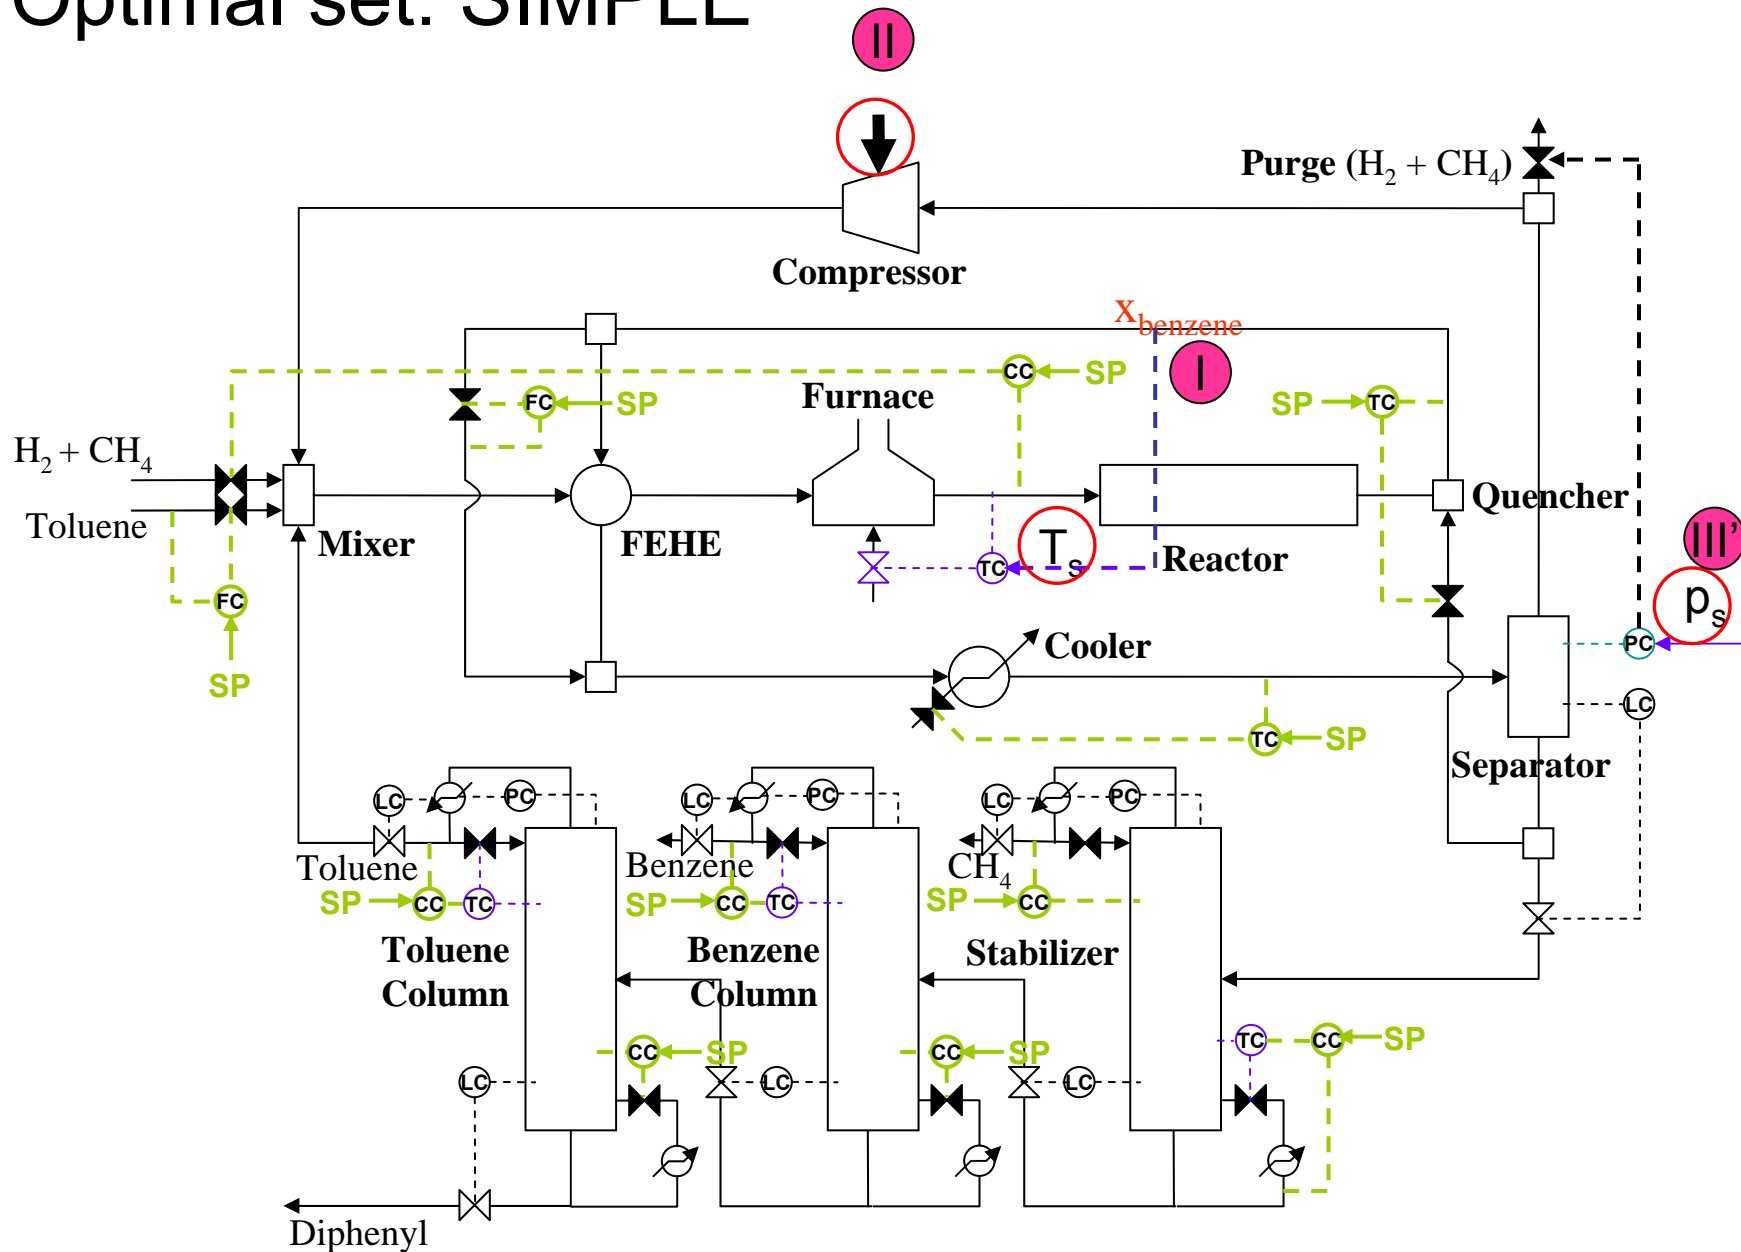 Optimal set: SIMPLE
II
Purge (H2 + CH4)
Compressor
xbenzene
I
CC
SP
FC
SP
Furnace
SP
TC
H2 + CH4
Toluene
Mixer
FEHE
Ts
TC
Reactor
Quencher
III'
ps
PC
FC
SP
Cooler
TC
SP
LC
Separator
LC
PC
LC
PC
LC
PC
Toluene
Benzene
CH4
SP
CC
TC
SP
CC
TC
SP
CC
Toluene
Column
Benzene
Column
Stabilizer
CC
SP
CC
SP
TC
CC
SP
LC
LC
LC
Diphenyl